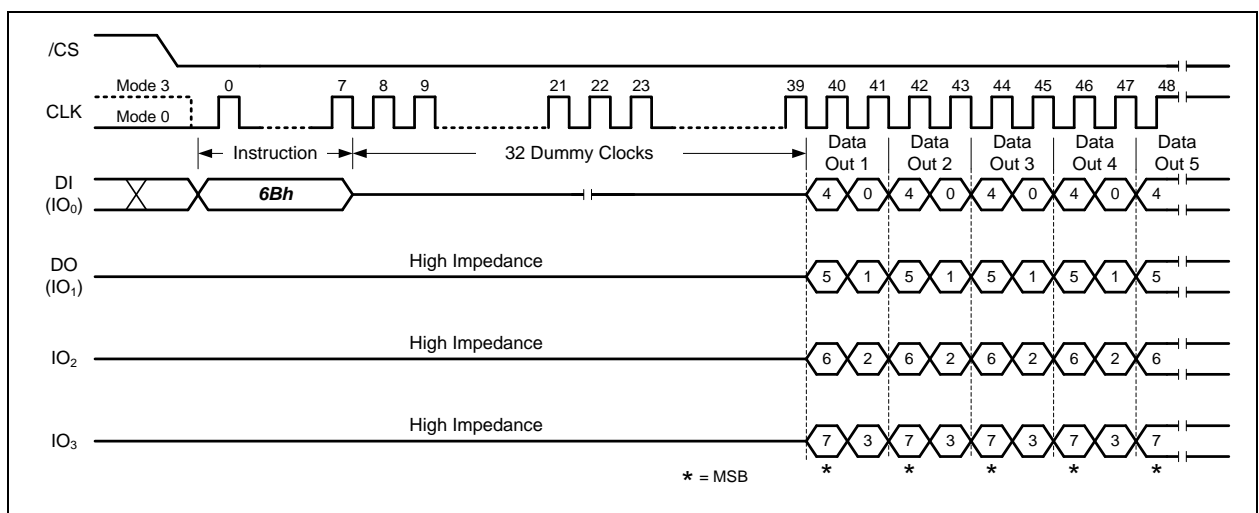 /CS
Mode 3 0 7 8 9 21 22 23 39 40 41 42 43 44 45 46 47 48
CLK
Mode 0
Instruction 32 Dummy Clocks Data Out 1 Data Out 2 Data Out 3 Data Out 4 Data Out 5
DI
(IO₀)
6Bh 4 0 4 0 4 0 4 0 4
DO
(IO₁)
High Impedance 5 1 5 1 5 1 5 1 5
IO₂ High Impedance 6 2 6 2 6 2 6 2 6
IO₃ High Impedance 7 3 7 3 7 3 7 3 7
* * * * *
* = MSB